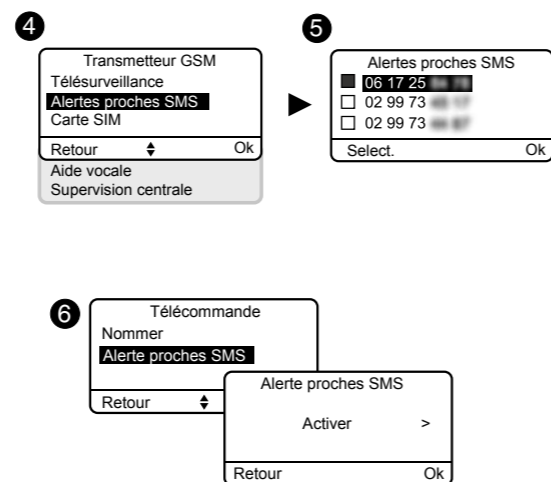 4
Transmetteur GSM
Télésurveillance
Alertes proches SMS
Carte SIM
Retour Ok
Aide vocale
Supervision centrale
5
Alertes proches SMS
06 17 25
02 99 73
02 99 73
Select. Ok
6
Télécommande
Nommer
Alerte proches SMS
Retour
Alerte proches SMS
Activer >
Retour Ok